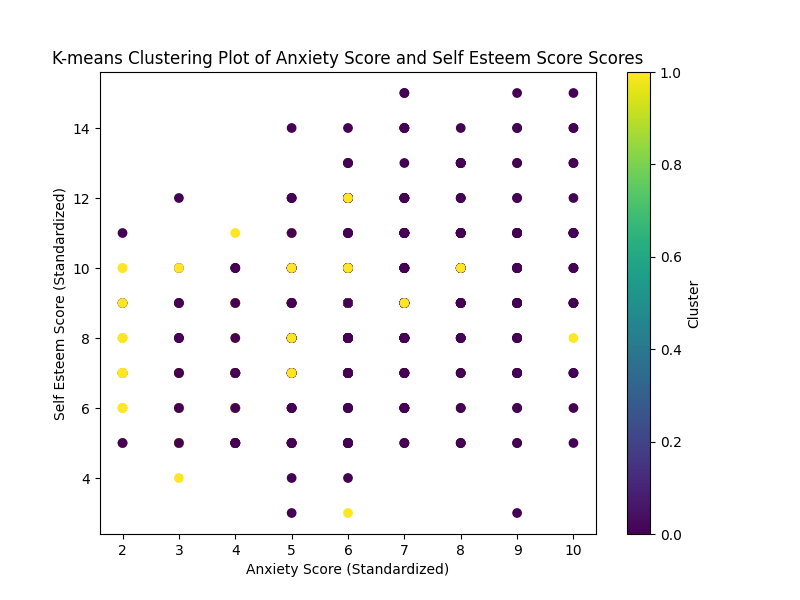 K-means Clustering Plot of Anxiety Score and Self Esteem Score Scores
Self Esteem Score (Standardized)
14
12
10
8
6
4
2 3 4 5 6 7 8 9 10
Anxiety Score (Standardized)
1.0
0.8
0.6
0.4
0.2
0.0
Cluster